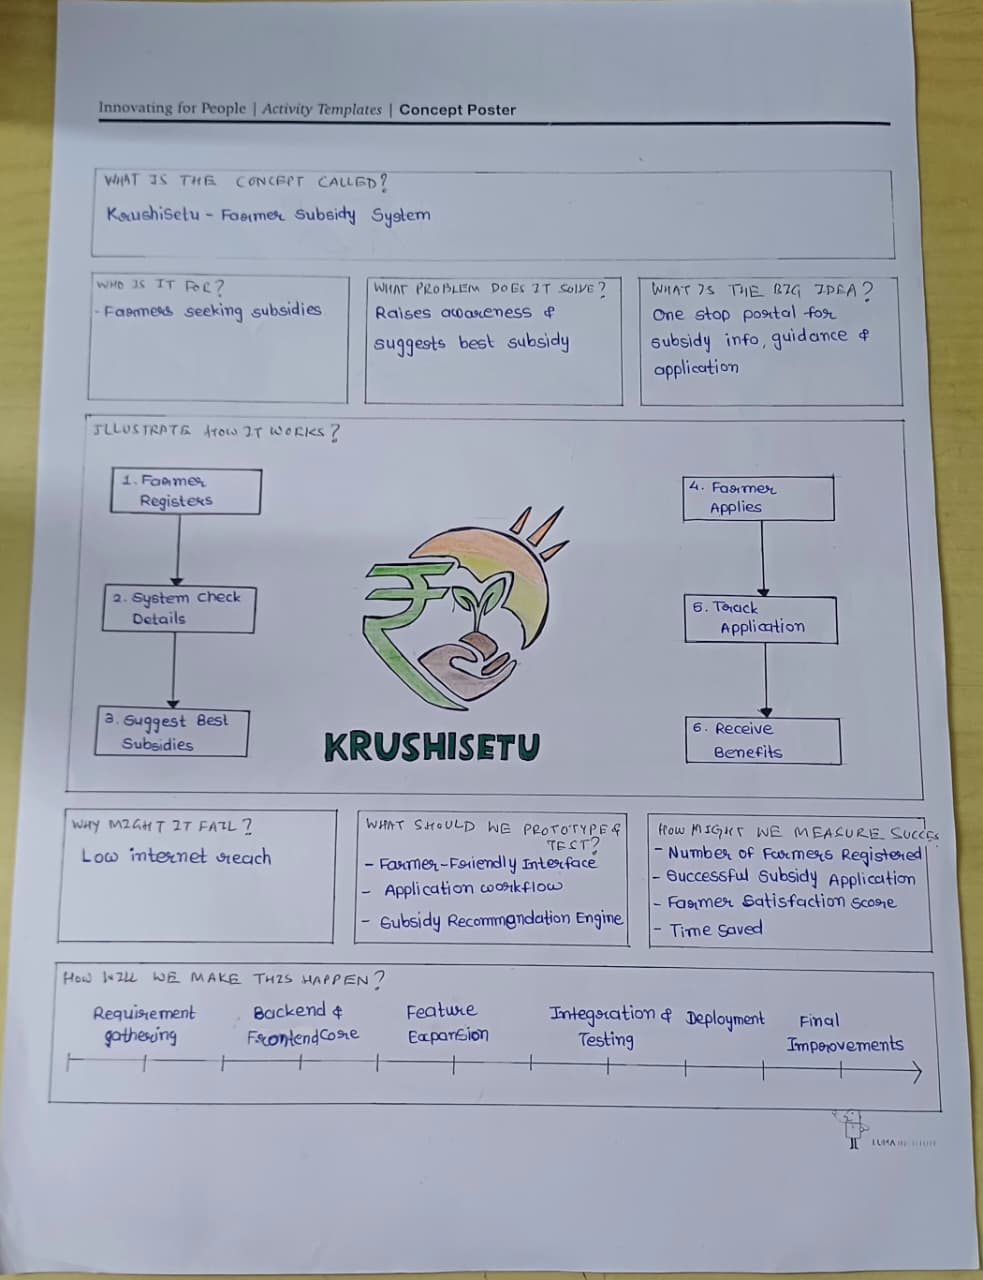 Innovating for People | Activity Templates | Concept Poster
WHAT IS THE CONCEPT CALLED?
KrushiSetu - Farmer Subsidy System
WHO IS IT FOR?
- Farmers seeking subsidies
WHAT PROBLEM DOES IT SOLVE?
Raises awareness &
suggests best subsidy
WHAT IS THE BIG IDEA?
One stop portal for
subsidy info, guidance &
application
ILLUSTRATE HOW IT WORKS?
1. Farmer
Registers
2. System Check
Details
3. Suggest Best
Subsidies
₹
KRUSHISETU
4. Farmer
Applies
5. Track
Application
6. Receive
Benefits
WHY MIGHT IT FAIL?
Low internet reach
WHAT SHOULD WE PROTOTYPE &
TEST?
- Farmer-Friendly Interface
- Application workflow
- Subsidy Recommendation Engine
HOW MIGHT WE MEASURE SUCCES
- Number of Farmers Registered
- Successful Subsidy Application
- Farmer Satisfaction Score
- Time Saved
HOW WILL WE MAKE THIS HAPPEN?
Requirement
gathering
Backend &
Frontend Core
Feature
Expansion
Integration &
Testing
Deployment
Final
Improvements
LUMA